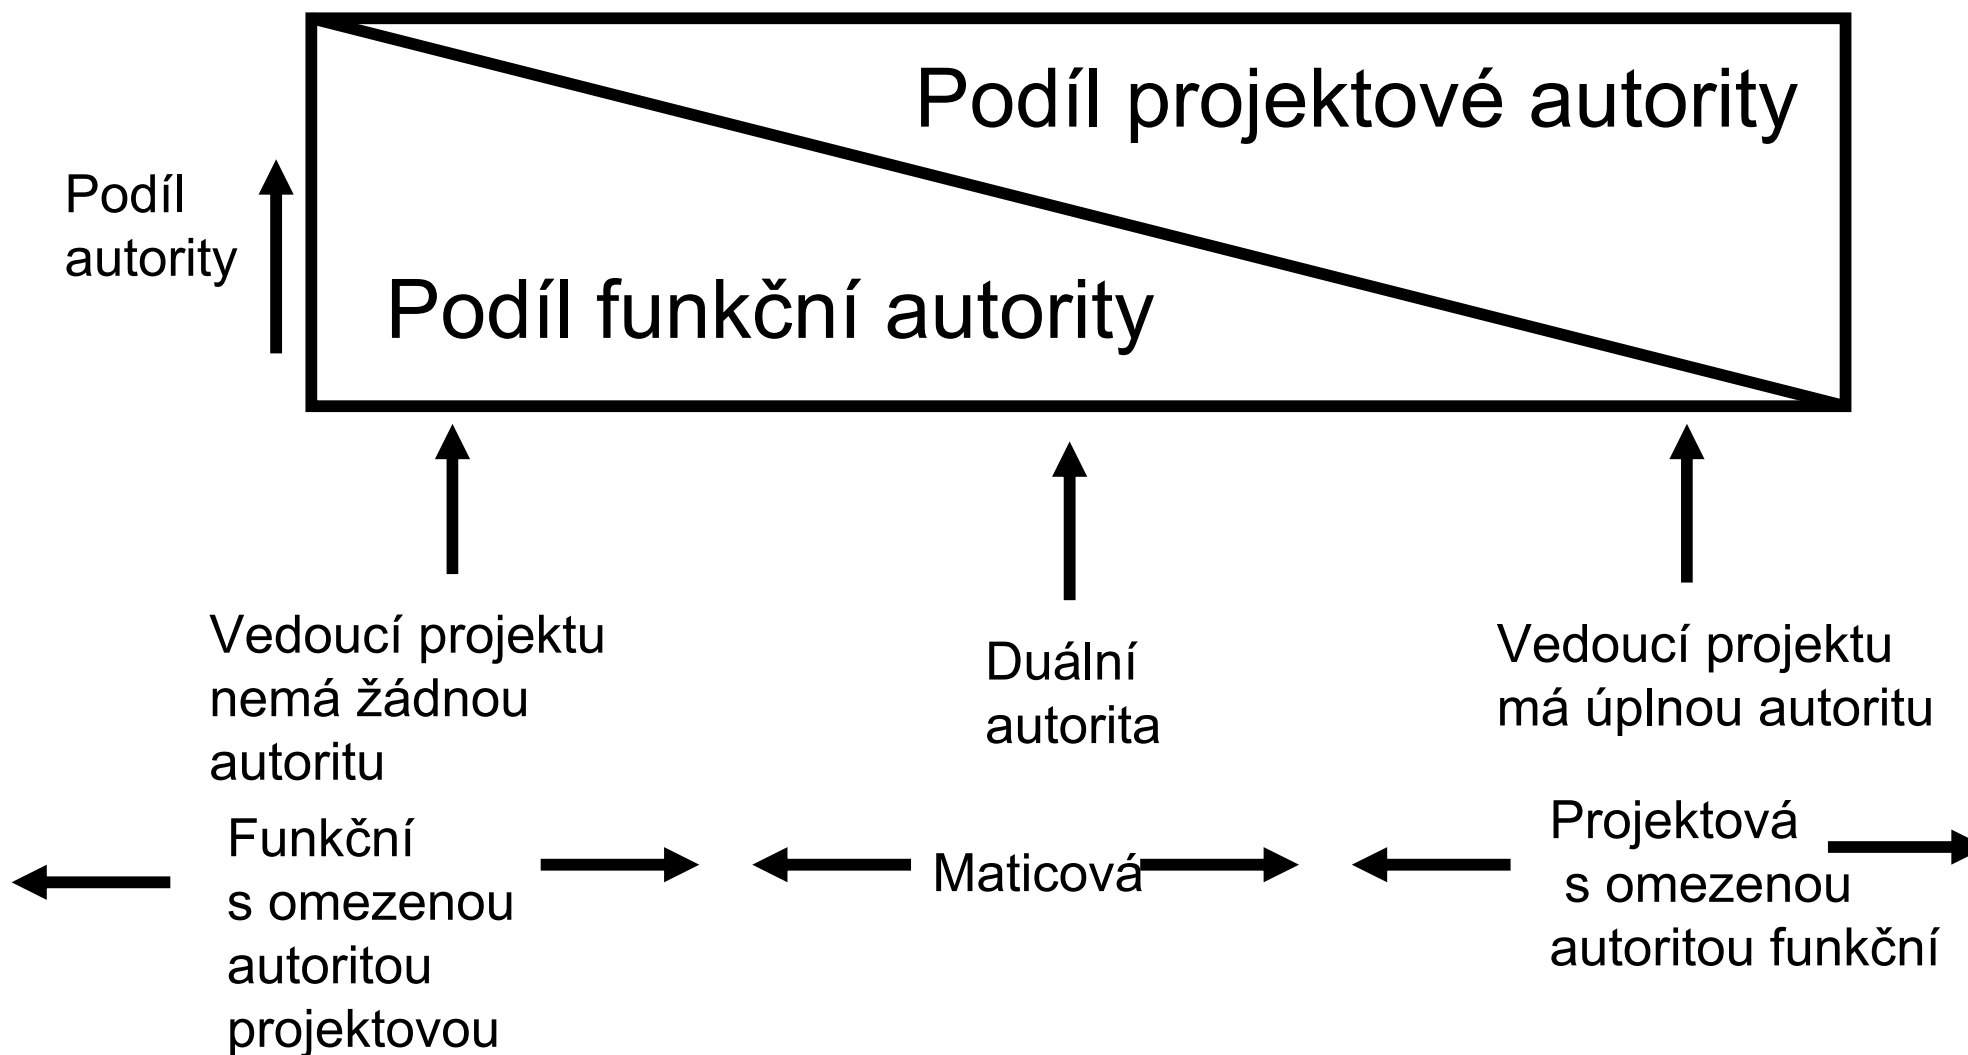 Podíl projektové autority
Podíl
autority
Podíl funkční autority
Vedoucí projektu
nemá žádnou
autoritu
Duální
autorita
Vedoucí projektu
má úplnou autoritu
Funkční
s omezenou
autoritou
projektovou
Maticová
Projektová
s omezenou
autoritou funkční